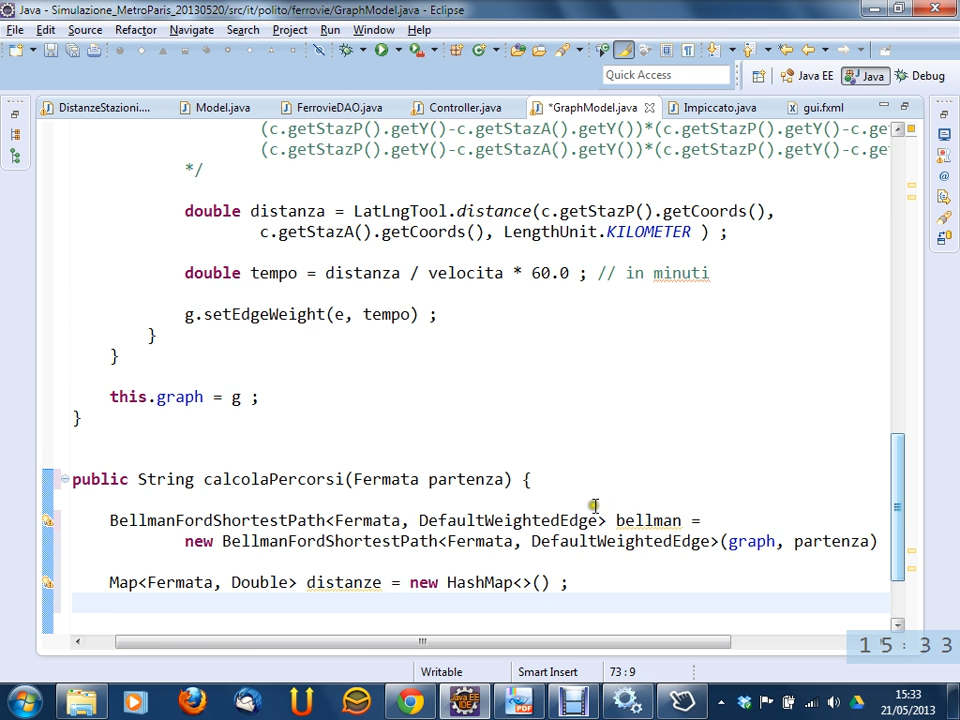 Java - Simulazione_MetroParis_20130520/src/it/polito/ferrovie/GraphModel.java - Eclipse
File Edit Source Refactor Navigate Search Project Run Window Help
Quick Access
Java EE
Java
Debug
DistanzeStazioni....
Model.java
FerrovieDAO.java
Controller.java
*GraphModel.java
Impiccato.java
gui.fxml
(c.getStazP().getY()-c.getStazA().getY())*(c.getStazP().getY()-c.ge
(c.getStazP().getY()-c.getStazA().getY())*(c.getStazP().getY()-c.ge
*/
double distanza = LatLngTool.distance(c.getStazP().getCoords(),
c.getStazA().getCoords(), LengthUnit.KILOMETER ) ;
double tempo = distanza / velocita * 60.0 ; // in minuti
g.setEdgeWeight(e, tempo) ;
}
}
this.graph = g ;
}
public String calcolaPercorsi(Fermata partenza) {
BellmanFordShortestPath<Fermata, DefaultWeightedEdge> bellman =
new BellmanFordShortestPath<Fermata, DefaultWeightedEdge>(graph, partenza)
Map<Fermata, Double> distanze = new HashMap<>() ;
15:33
Writable
Smart Insert
73 : 9
15:33
21/05/2013